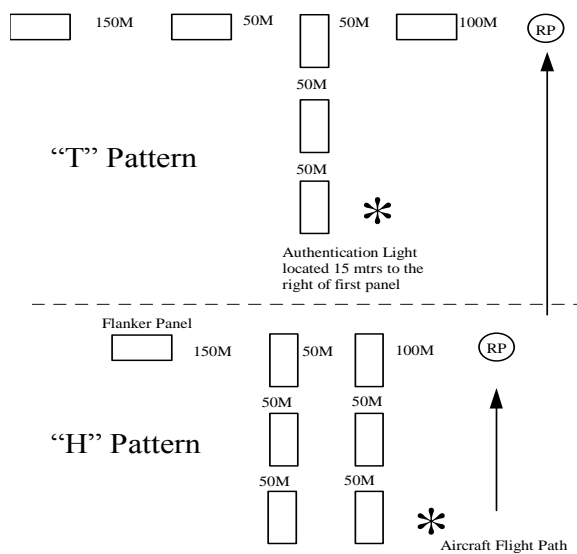 150M 50M 50M 100M RP
50M
“T” Pattern
50M
Authentication Light
located 15 mtrs to the
right of first panel
Flanker Panel
150M 50M 100M RP
50M 50M
“H” Pattern
50M 50M
Aircraft Flight Path